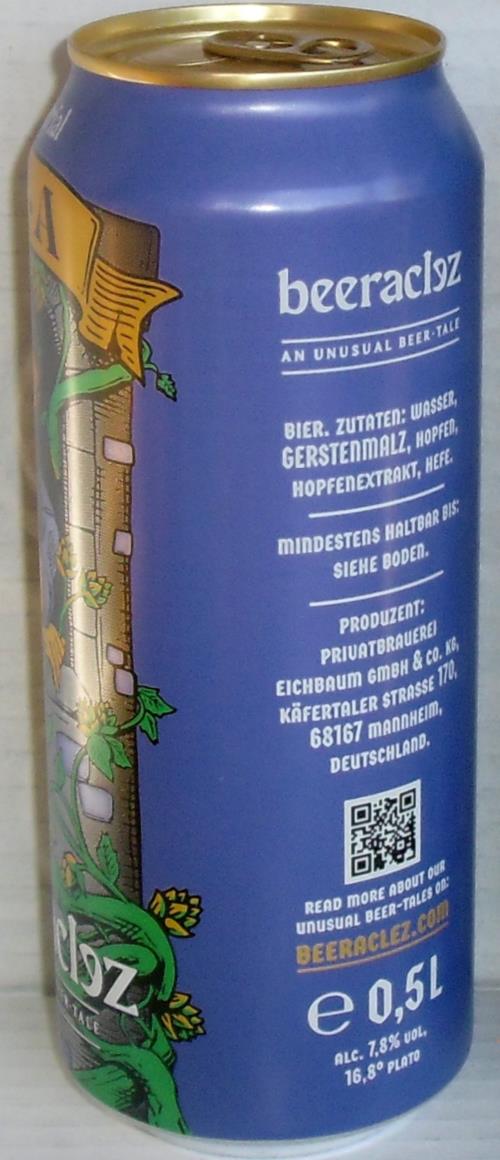 A
beeraclez
AN UNUSUAL BEER-TALE
BIER. ZUTATEN: WASSER,
GERSTENMALZ, HOPFEN,
HOPFENEXTRAKT, HEFE.
MINDESTENS HALTBAR BIS:
SIEHE BODEN.
PRODUZENT:
PRIVATBRAUEREI
EICHBAUM GMBH & CO. KG,
KÄFERTALER STRASSE 170,
68167 MANNHEIM,
DEUTSCHLAND.
READ MORE ABOUT OUR
UNUSUAL BEER-TALES ON:
BEERACLEZ.COM
e 0,5L
ALC. 7,8% VOL,
16,8° PLATO
clez
TALE